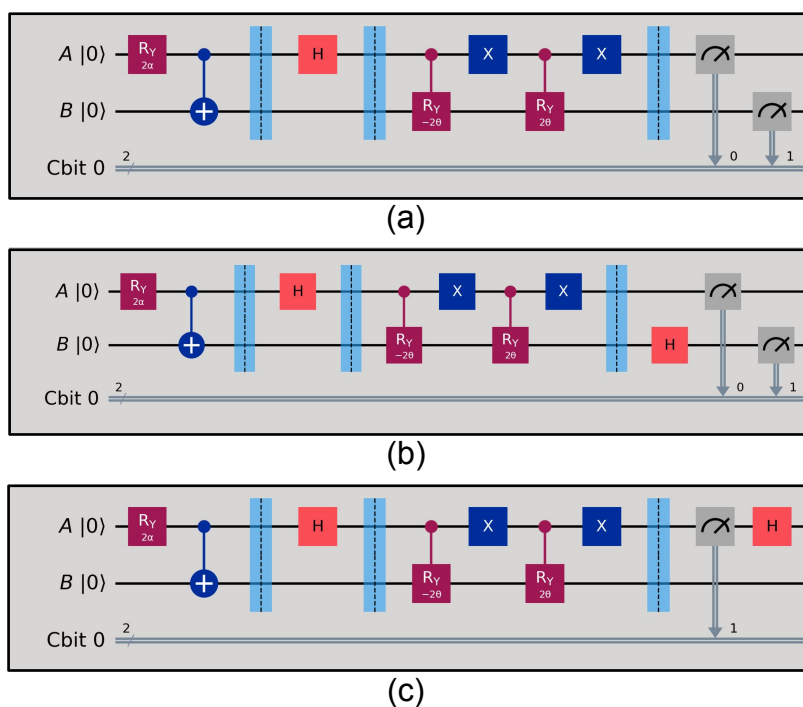 A |0⟩ R_Y 2α H X X
B |0⟩ R_Y −2θ R_Y 2θ
Cbit 0 2 0 1
(a)
A |0⟩ R_Y 2α H X X
B |0⟩ R_Y −2θ R_Y 2θ H
Cbit 0 2 0 1
(b)
A |0⟩ R_Y 2α H X X H
B |0⟩ R_Y −2θ R_Y 2θ
Cbit 0 2 1
(c)